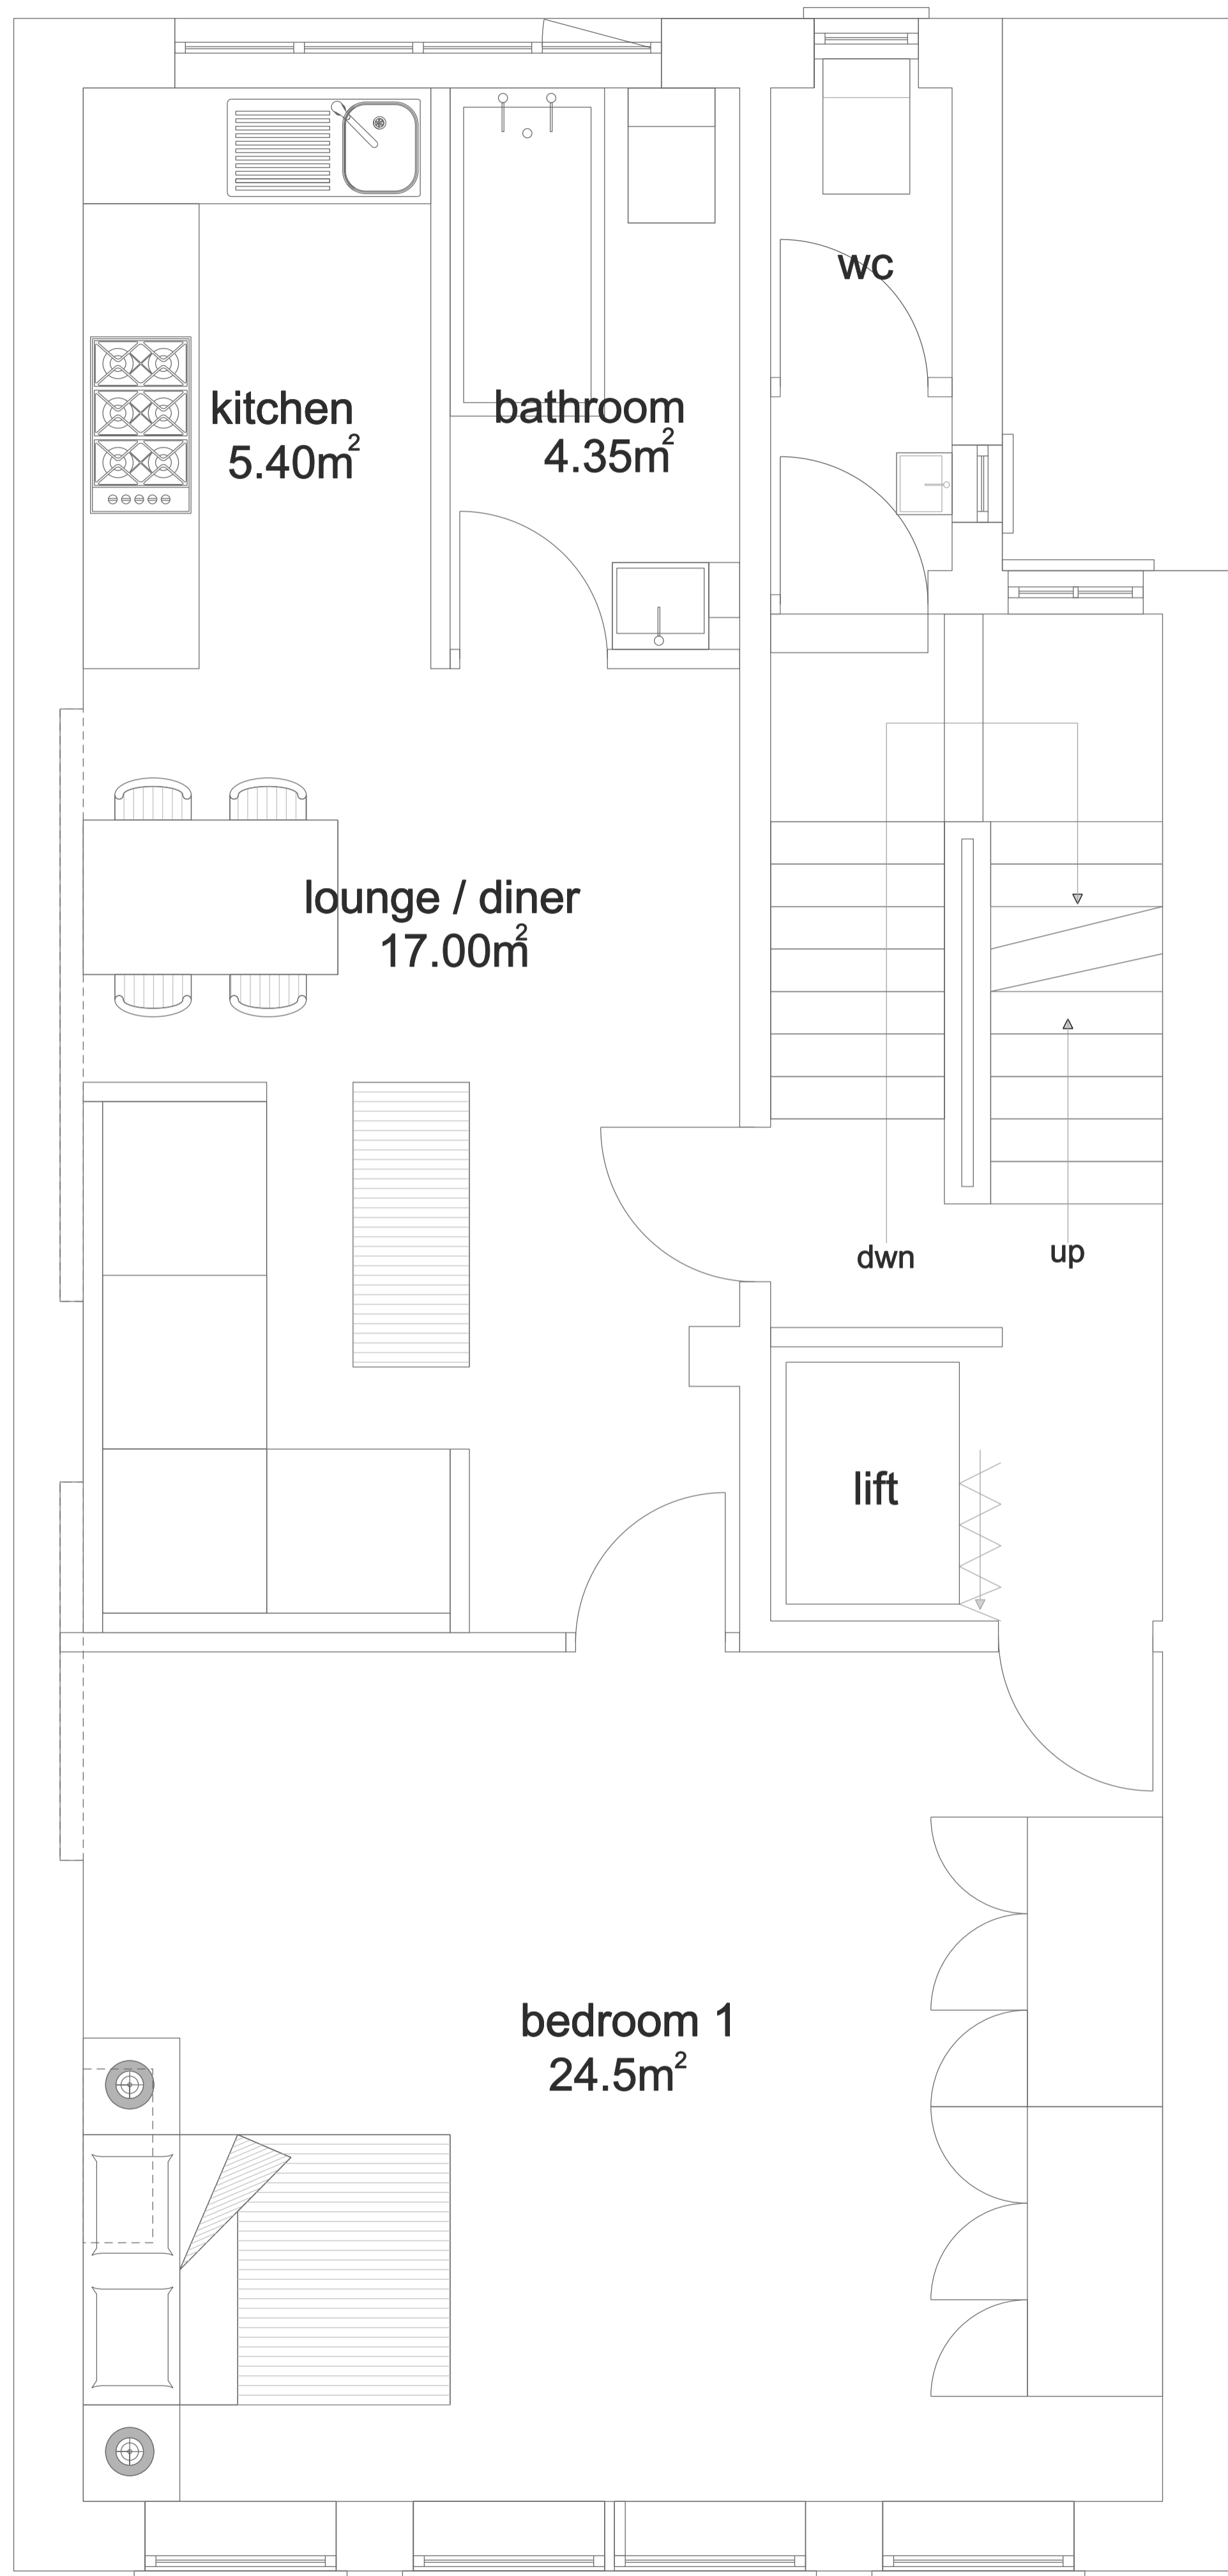 wc
kitchen
5.40m²
bathroom
4.35m²
lounge / diner
17.00m²
dwn
up
lift
bedroom 1
24.5m²